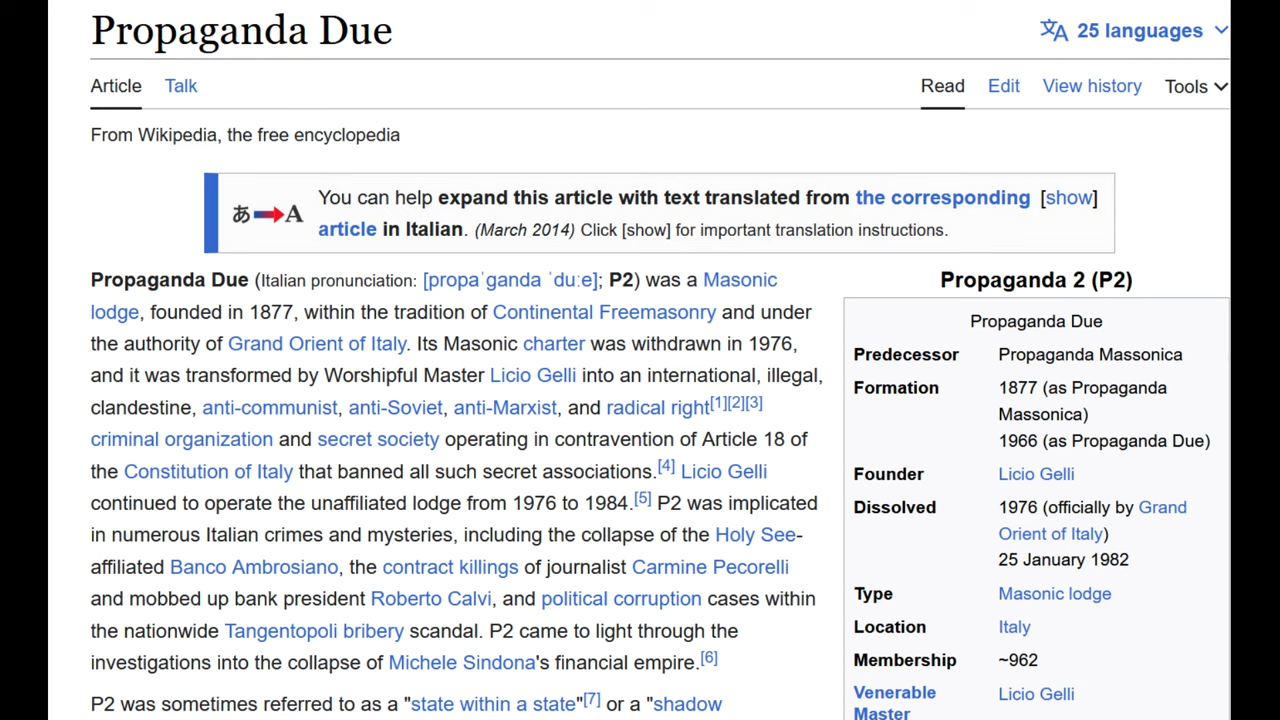 Propaganda Due
25 languages
Article Talk Read Edit View history Tools
From Wikipedia, the free encyclopedia
あ A
You can help expand this article with text translated from the corresponding [show]
article in Italian. (March 2014) Click [show] for important translation instructions.
Propaganda Due (Italian pronunciation: [propaˈɡanda ˈduːe]; P2) was a Masonic
lodge, founded in 1877, within the tradition of Continental Freemasonry and under
the authority of Grand Orient of Italy. Its Masonic charter was withdrawn in 1976,
and it was transformed by Worshipful Master Licio Gelli into an international, illegal,
clandestine, anti-communist, anti-Soviet, anti-Marxist, and radical right[1][2][3]
criminal organization and secret society operating in contravention of Article 18 of
the Constitution of Italy that banned all such secret associations.[4] Licio Gelli
continued to operate the unaffiliated lodge from 1976 to 1984.[5] P2 was implicated
in numerous Italian crimes and mysteries, including the collapse of the Holy See-
affiliated Banco Ambrosiano, the contract killings of journalist Carmine Pecorelli
and mobbed up bank president Roberto Calvi, and political corruption cases within
the nationwide Tangentopoli bribery scandal. P2 came to light through the
investigations into the collapse of Michele Sindona's financial empire.[6]
P2 was sometimes referred to as a "state within a state"[7] or a "shadow
Propaganda 2 (P2)
Propaganda Due
Predecessor Propaganda Massonica
Formation 1877 (as Propaganda
Massonica)
1966 (as Propaganda Due)
Founder Licio Gelli
Dissolved 1976 (officially by Grand
Orient of Italy)
25 January 1982
Type Masonic lodge
Location Italy
Membership ~962
Venerable Licio Gelli
Master